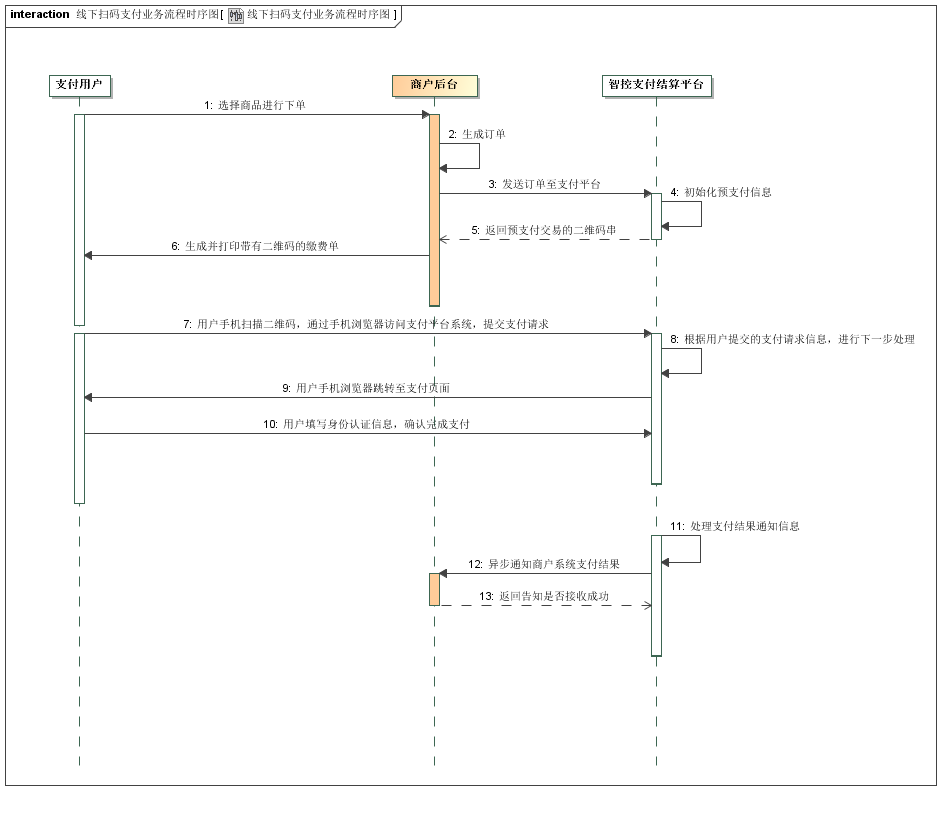 interaction 线下扫码支付业务流程时序图[ 线下扫码支付业务流程时序图 ]
支付用户
商户后台
智控支付结算平台
1: 选择商品进行下单
2: 生成订单
3: 发送订单至支付平台
4: 初始化预支付信息
5: 返回预支付交易的二维码串
6: 生成并打印带有二维码的缴费单
7: 用户手机扫描二维码，通过手机浏览器访问支付平台系统，提交支付请求
8: 根据用户提交的支付请求信息，进行下一步处理
9: 用户手机浏览器跳转至支付页面
10: 用户填写身份认证信息，确认完成支付
11: 处理支付结果通知信息
12: 异步通知商户系统支付结果
13: 返回告知是否接收成功